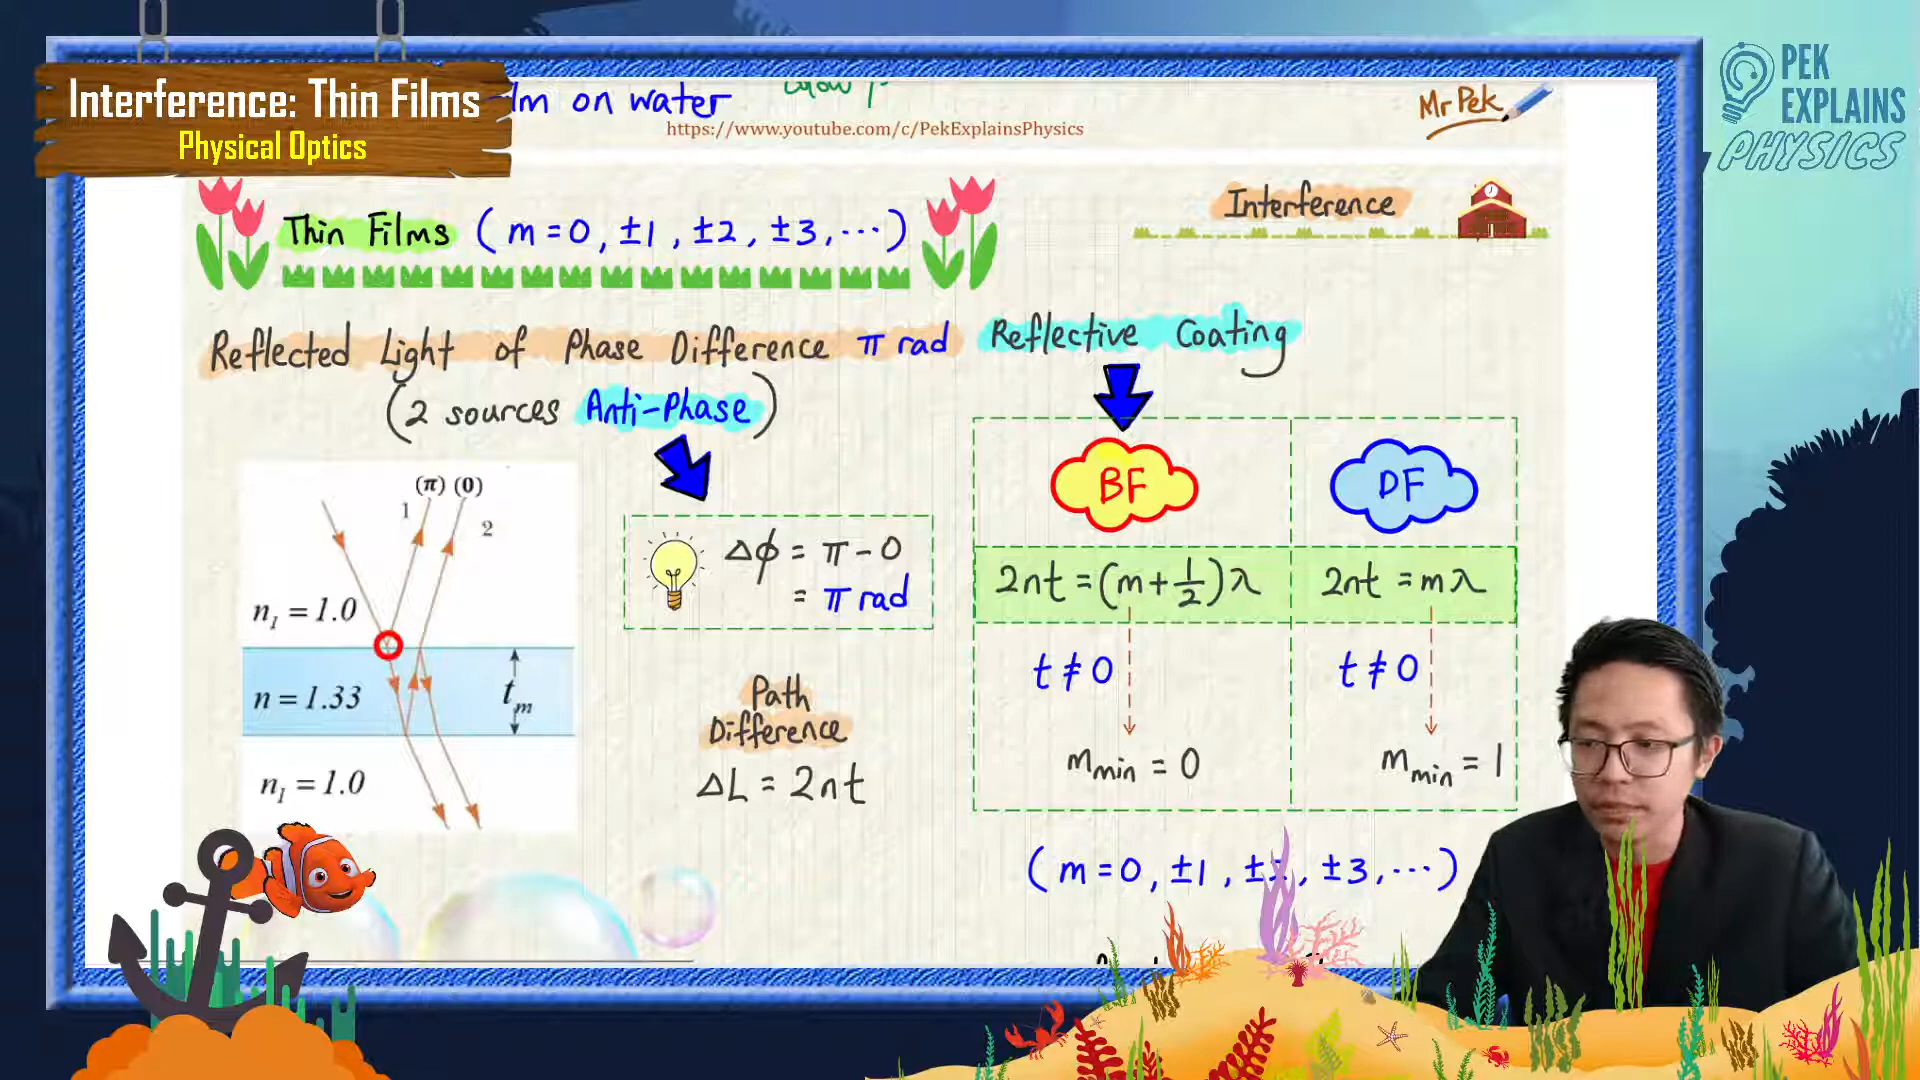 Interference: Thin Films
Physical Optics
lm on water
https://www.youtube.com/c/PekExplainsPhysics
Mr Pek
PEK
EXPLAINS
PHYSICS
Interference
Thin Films (m=0, ±1, ±2, ±3, ...)
Reflected Light of Phase Difference π rad
(2 sources Anti-Phase)
Reflective Coating
(π) (0)
1
2
n₁ = 1.0
n = 1.33
tₘ
n₁ = 1.0
Δϕ = π - 0
= π rad
Path
Difference
ΔL = 2nt
BF
DF
2nt = (m+½)λ
2nt = mλ
t ≠ 0
t ≠ 0
m min = 0
m min = 1
(m=0, ±1, ±2, ±3, ...)